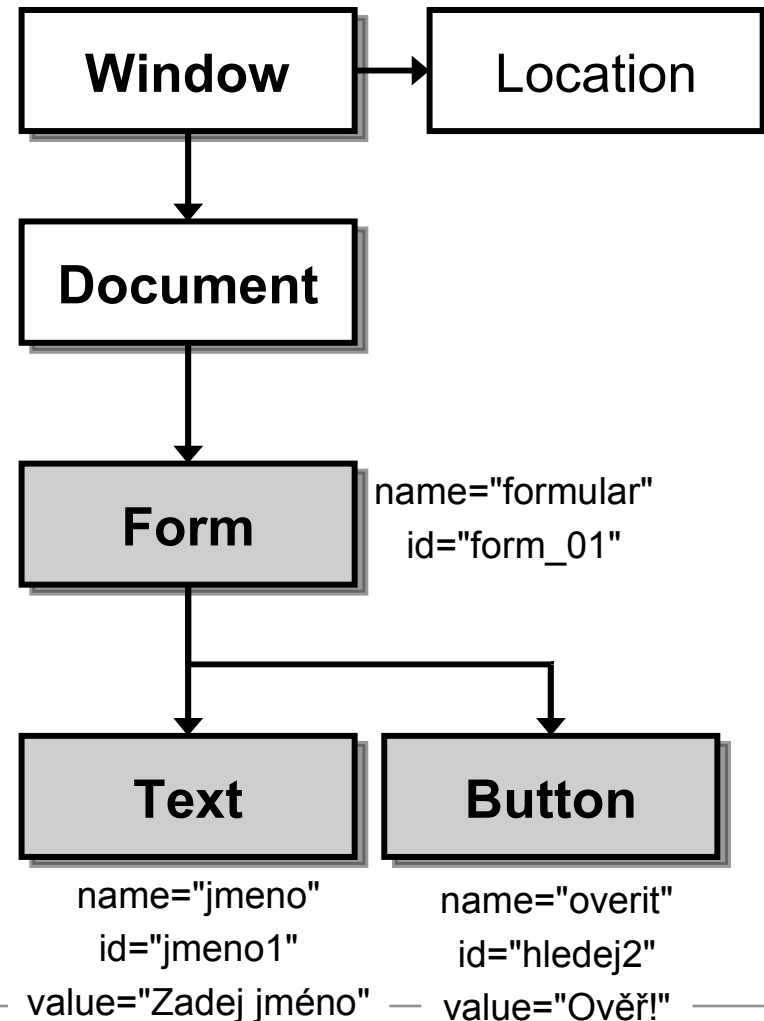 Window
Location
Document
Form
name="formular"
id="form_01"
Text
Button
name="jmeno"
id="jmeno1"
value="Zadej jméno"
name="overit"
id="hledej2"
value="Ověř!"